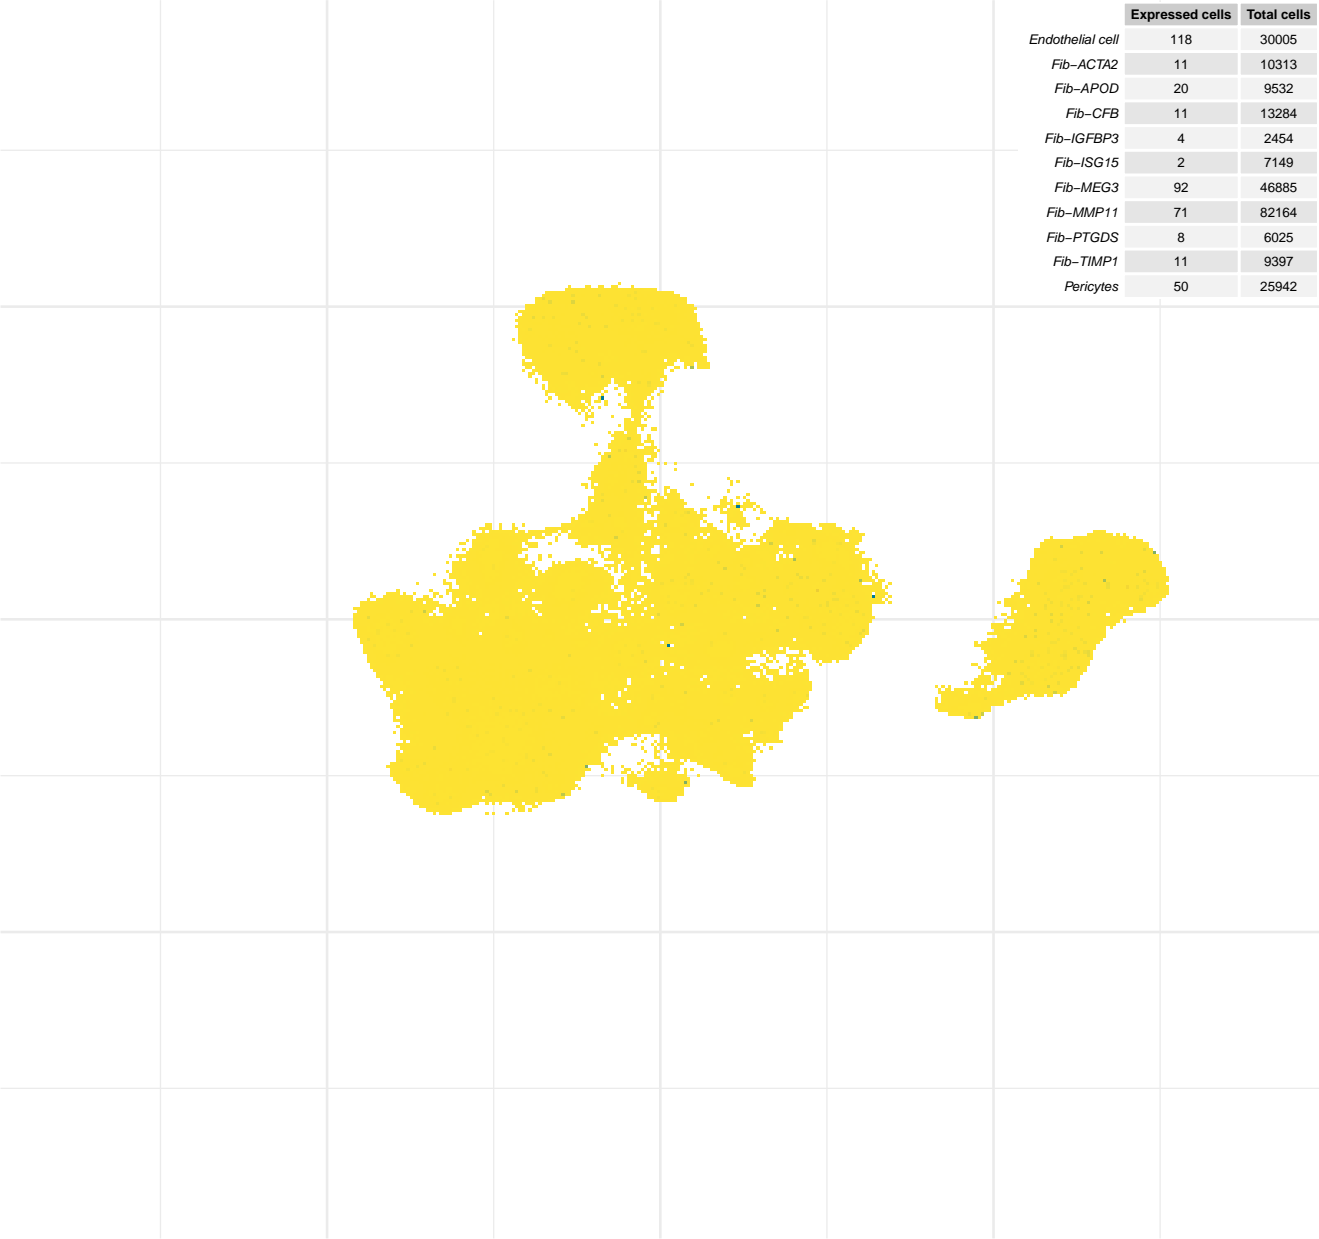 Expressed cells Total cells
Endothelial cell 118 30005
Fib−ACTA2 11 10313
Fib−APOD 20 9532
Fib−CFB 11 13284
Fib−IGFBP3 4 2454
Fib−ISG15 2 7149
Fib−MEG3 92 46885
Fib−MMP11 71 82164
Fib−PTGDS 8 6025
Fib−TIMP1 11 9397
Pericytes 50 25942